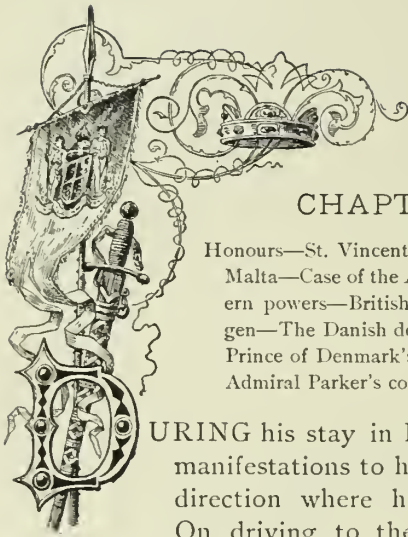 CHAPT
Honours—St. Vincent
Malta—Case of the
ern powers—British
gen—The Danish de
Prince of Denmark's
Admiral Parker's co
DURING his stay in
manifestations to h
direction where h
On driving to the